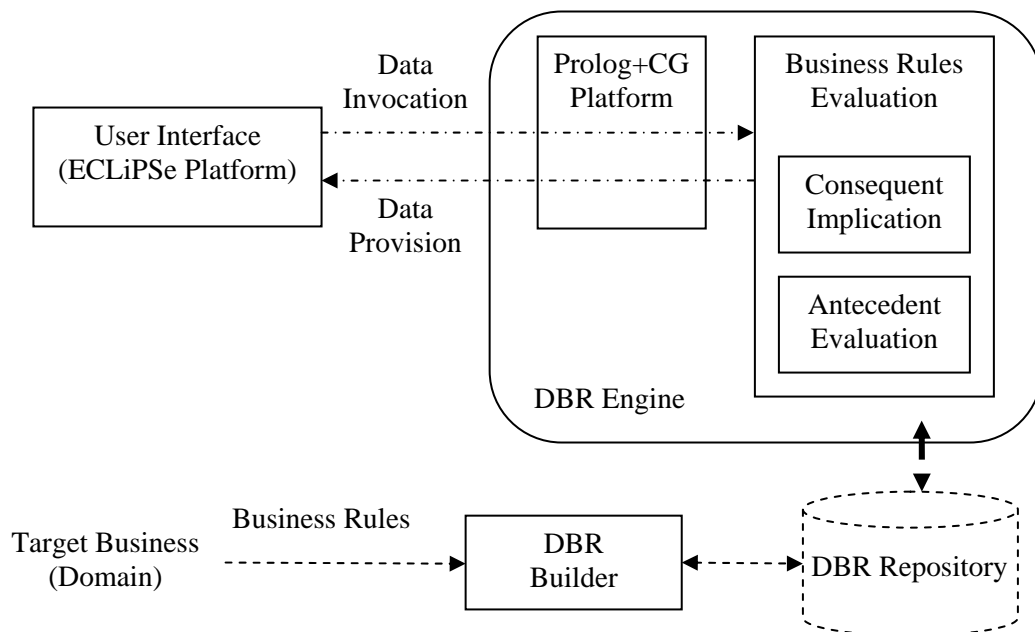 Data
Invocation
Prolog+CG
Platform
Business Rules
Evaluation
User Interface
(ECLiPSe Platform)
Data
Provision
Consequent
Implication
Antecedent
Evaluation
DBR Engine
Business Rules
Target Business
(Domain)
DBR
Builder
DBR Repository